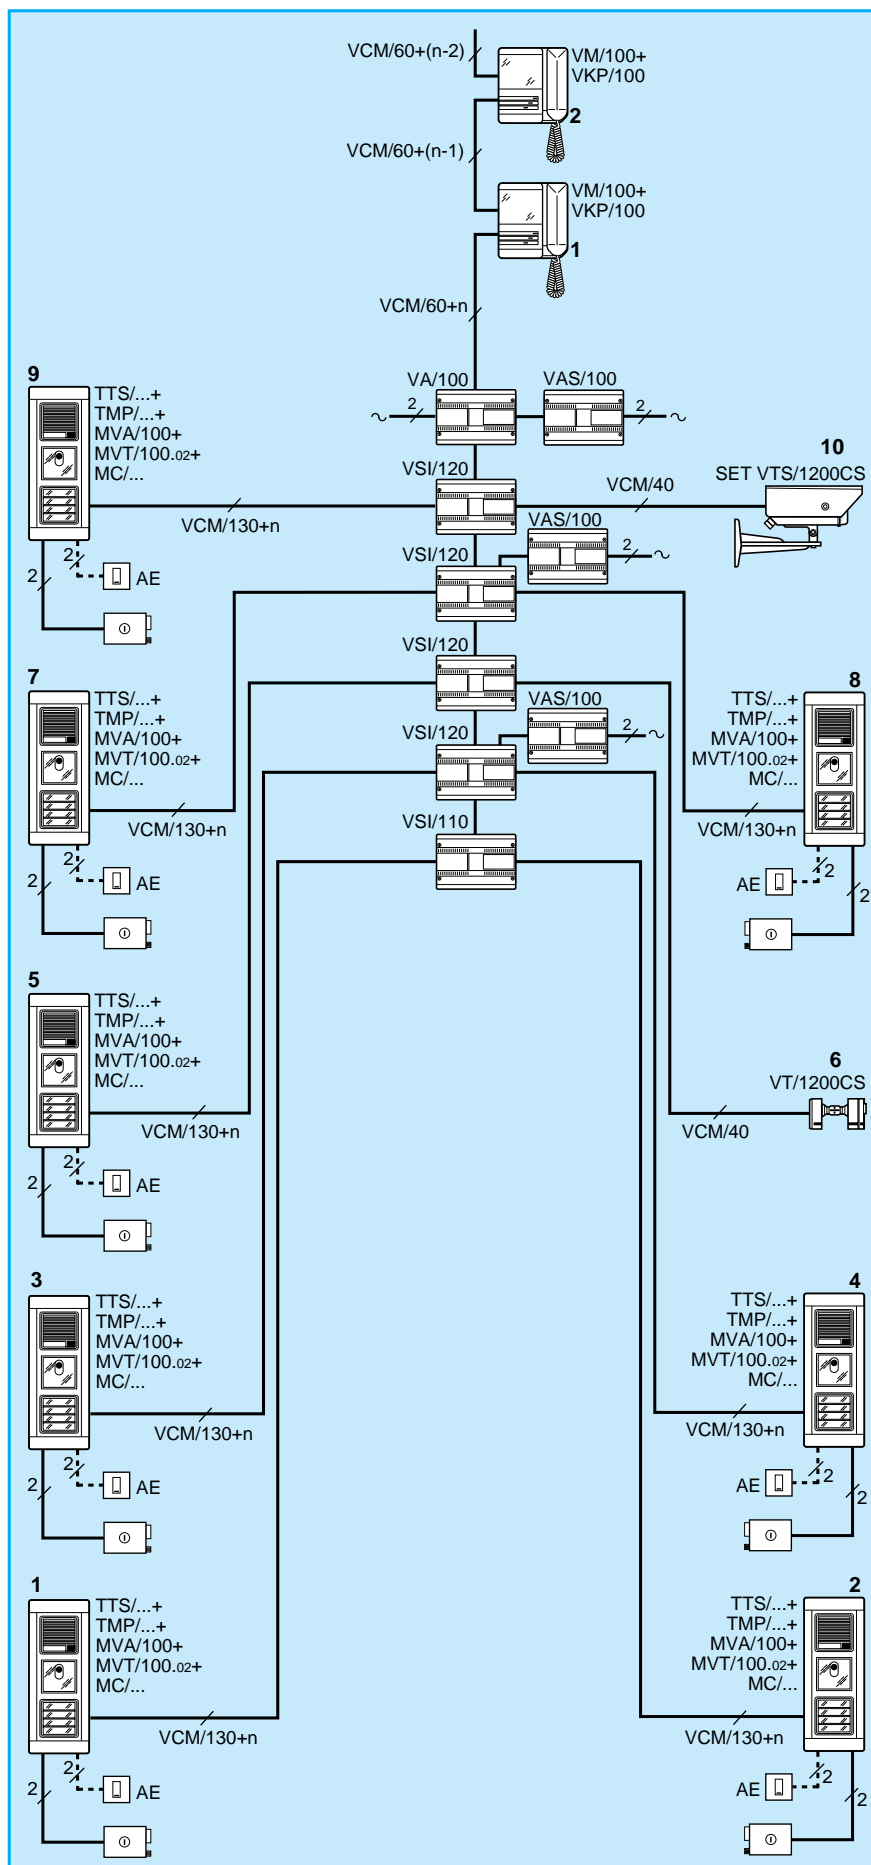 VCM/60+(n-2)
VM/100+
VKP/100
2
VCM/60+(n-1)
VM/100+
VKP/100
1
VCM/60+n
9
TTS/...+
TMP/...+
MVA/100+
MVT/100.02+
MC/...
VA/100
VAS/100
~ 2
2 ~
VSI/120
VCM/40
10
SET VTS/1200CS
VCM/130+n
2
2
AE
VSI/120
VAS/100
2 ~
7
TTS/...+
TMP/...+
MVA/100+
MVT/100.02+
MC/...
VCM/130+n
2
2
AE
VSI/120
8
TTS/...+
TMP/...+
MVA/100+
MVT/100.02+
MC/...
VCM/130+n
AE
2
2
VSI/120
VAS/100
2 ~
VSI/110
5
TTS/...+
TMP/...+
MVA/100+
MVT/100.02+
MC/...
VCM/130+n
2
2
AE
6
VT/1200CS
VCM/40
3
TTS/...+
TMP/...+
MVA/100+
MVT/100.02+
MC/...
VCM/130+n
2
2
AE
4
TTS/...+
TMP/...+
MVA/100+
MVT/100.02+
MC/...
VCM/130+n
AE
2
2
1
TTS/...+
TMP/...+
MVA/100+
MVT/100.02+
MC/...
VCM/130+n
2
2
AE
2
TTS/...+
TMP/...+
MVA/100+
MVT/100.02+
MC/...
VCM/130+n
AE
2
2